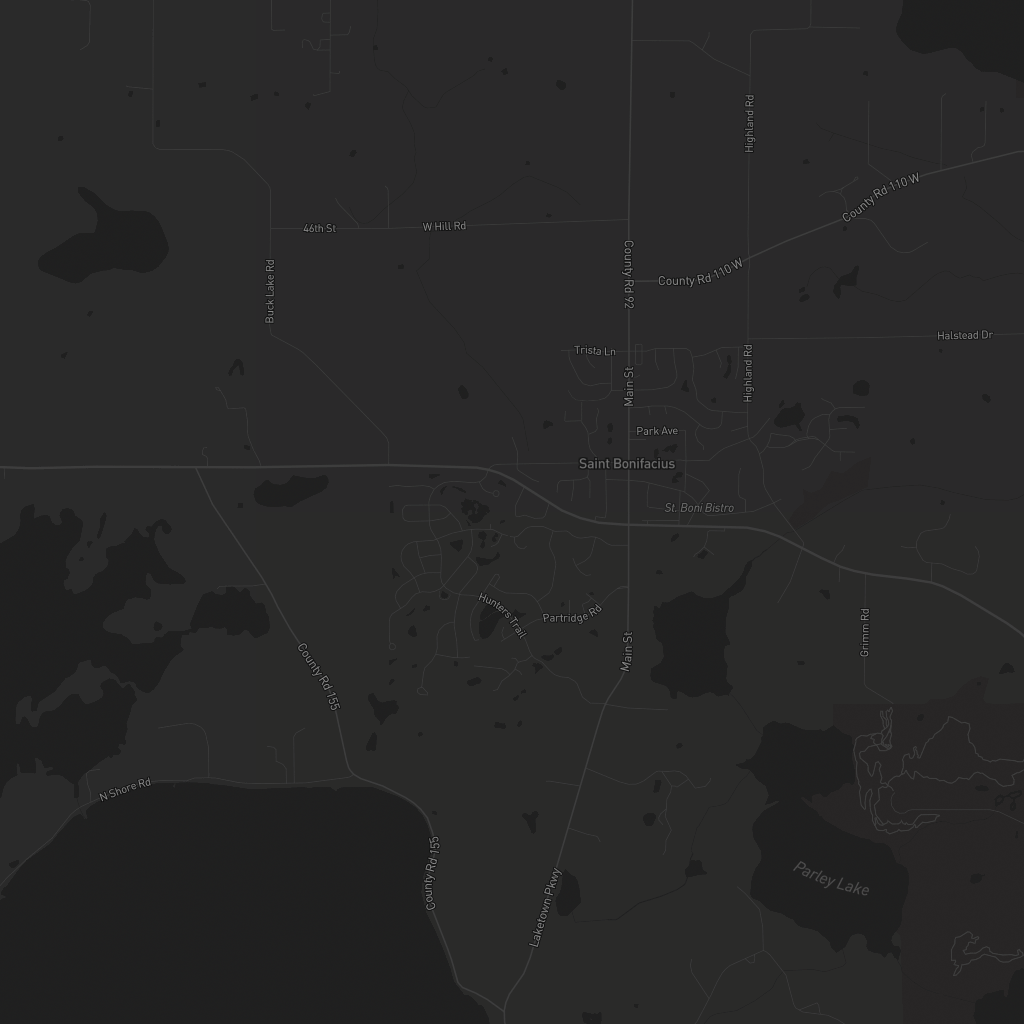 Highland Rd
County Rd 110 W
46th St
W Hill Rd
County Rd 92
County Rd 110 W
Buck Lake Rd
Halstead Dr
Trista Ln
Main St
Highland Rd
Park Ave
Saint Bonifacius
St. Boni Bistro
Hunters Trail
Partridge Rd
Grimm Rd
Main St
County Rd 155
N Shore Rd
County Rd 155
Parley Lake
Laketown Pkwy